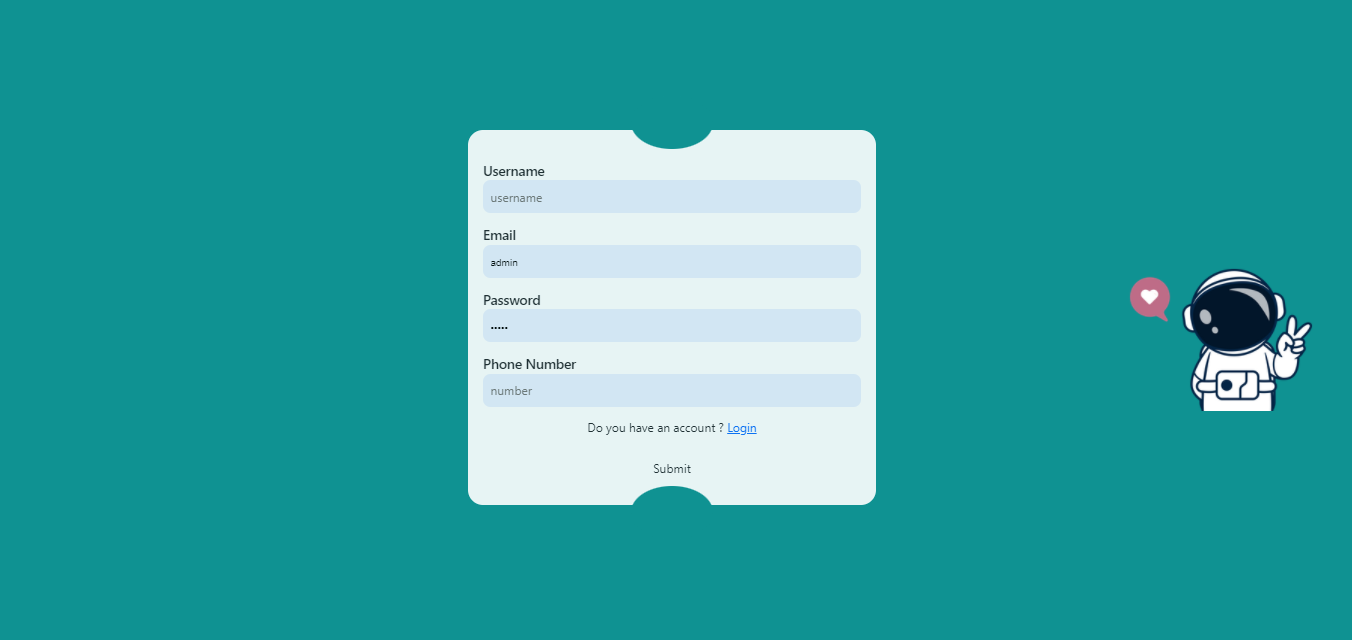 Username
username
Email
admin
Password
•••••
Phone Number
number
Do you have an account ? Login
Submit